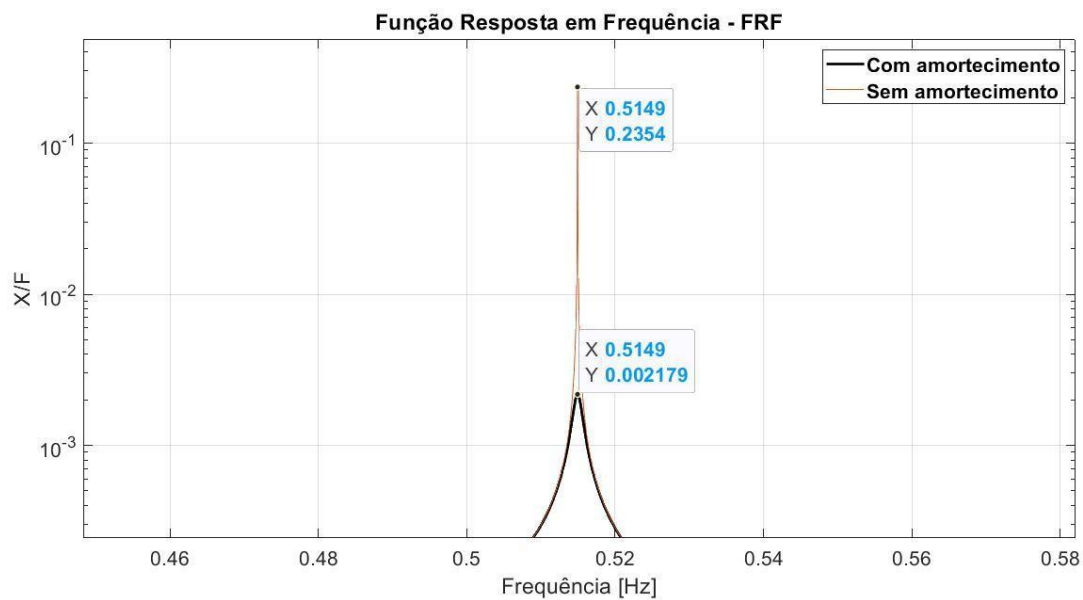 Função Resposta em Frequência - FRF
Com amortecimento
Sem amortecimento
X 0.5149
Y 0.2354
10-1
X/F
10-2
X 0.5149
Y 0.002179
10-3
0.46 0.48 0.5 0.52 0.54 0.56 0.58
Frequência [Hz]